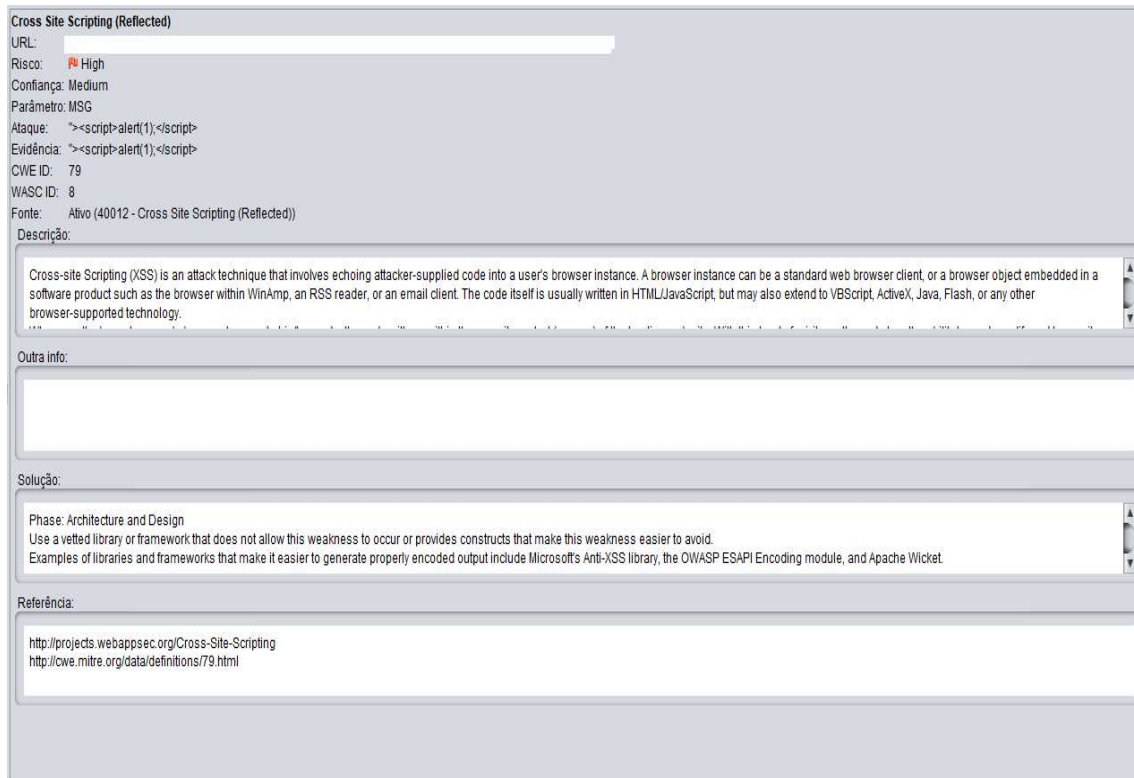 Cross Site Scripting (Reflected)
URL:
Risco: High
Confiança: Medium
Parâmetro: MSG
Ataque: "><script>alert(1);</script>
Evidência: "><script>alert(1);</script>
CWE ID: 79
WASC ID: 8
Fonte: Ativo (40012 - Cross Site Scripting (Reflected))
Descrição:
Cross-site Scripting (XSS) is an attack technique that involves echoing attacker-supplied code into a user's browser instance. A browser instance can be a standard web browser client, or a browser object embedded in a
software product such as the browser within WinAmp, an RSS reader, or an email client. The code itself is usually written in HTML/JavaScript, but may also extend to VBScript, ActiveX, Java, Flash, or any other
browser-supported technology.
Outra info:
Solução:
Phase: Architecture and Design
Use a vetted library or framework that does not allow this weakness to occur or provides constructs that make this weakness easier to avoid.
Examples of libraries and frameworks that make it easier to generate properly encoded output include Microsoft's Anti-XSS library, the OWASP ESAPI Encoding module, and Apache Wicket.
Referência:
http://projects.webappsec.org/Cross-Site-Scripting
http://cwe.mitre.org/data/definitions/79.html